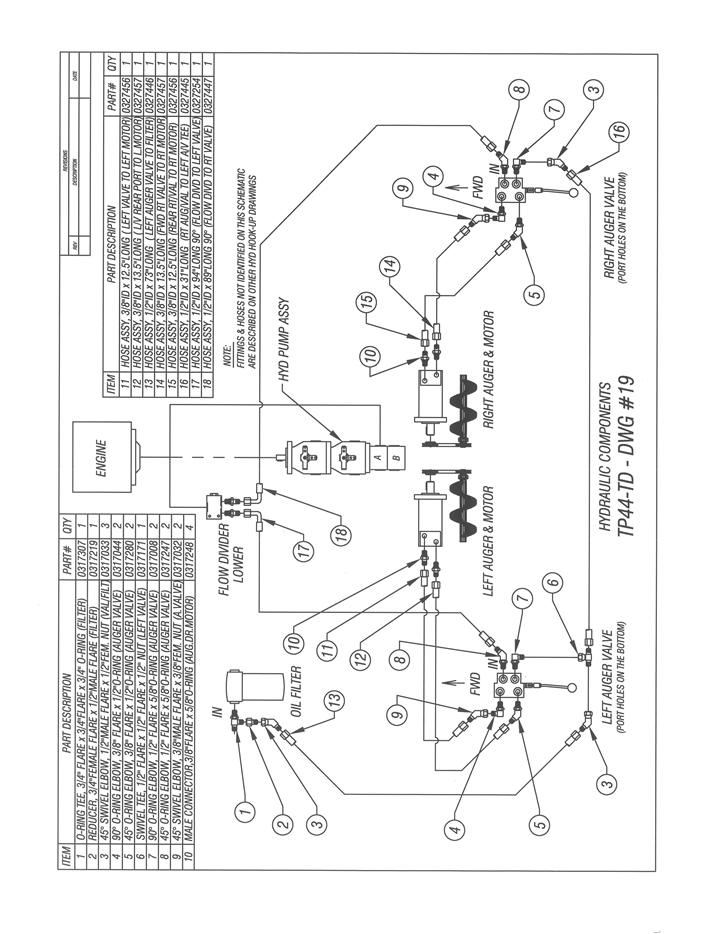 ITEM PART DESCRIPTION PART# QTY
1 O-RING TEE, 3/4" FLARE x 3/4"FLARE x 3/4" O-RING (FILTER) 0317307 1
2 REDUCER, 3/4"FEMALE FLARE x 1/2"MALE FLARE (FILTER) 0317219 1
3 45° SWIVEL ELBOW, 1/2"MALE FLARE x 1/2"FEM. NUT (VAL/FILT) 0317033 3
4 90° O-RING ELBOW, 3/8" FLARE x 1/2"O-RING (AUGER VALVE) 0317044 2
5 45° O-RING ELBOW, 3/8" FLARE x 1/2"O-RING (AUGER VALVE) 0317280 2
6 SWIVEL TEE, 1/2" FLARE x 1/2" FLARE x 1/2" NUT (LEFT VALVE) 0317171 1
7 90° O-RING ELBOW, 1/2" FLARE x 5/8"O-RING (AUGER VALVE) 0317008 2
8 45° O-RING ELBOW, 1/2" FLARE x 5/8"O-RING (AUGER VALVE) 0317247 2
9 45° SWIVEL ELBOW, 3/8"MALE FLARE x 3/8"FEM. NUT (A.VALVE) 0317032 2
10 MALE CONNECTOR,3/8"FLARE x 5/8"O-RING (AUG.DR.MOTOR) 0317248 4
REVISIONS
REV DESCRIPTION DATE
ITEM PART DESCRIPTION PART# QTY
11 HOSE ASSY, 3/8"ID x 12.5"LONG ( LEFT VALVE TO LEFT MOTOR) 0327456 1
12 HOSE ASSY, 3/8"ID x 13.5"LONG ( L/V REAR PORT TO L.MOTOR) 0327457 1
13 HOSE ASSY, 1/2"ID x 73"LONG ( LEFT AUGER VALVE TO FILTER) 0327446 1
14 HOSE ASSY, 3/8"ID x 13.5"LONG (FWD RT VALVE TO RT MOTOR) 0327457 1
15 HOSE ASSY, 3/8"ID x 12.5"LONG (REAR RT/VAL TO RT MOTOR) 0327456 1
16 HOSE ASSY, 1/2"ID x 31"LONG (RT AUG/VAL TO LEFT A/V TEE) 0327445 1
17 HOSE ASSY, 1/2"ID x 94"LONG 90° (FLOW DIVD TO LEFT VALVE) 0327254 1
18 HOSE ASSY, 1/2"ID x 89"LONG 90° (FLOW DIVD TO RT VALVE) 0327447 1
NOTE:
FITTINGS & HOSES NOT IDENTIFIED ON THIS SCHEMATIC
ARE DESCRIBED ON OTHER HYD HOOK-UP DRAWINGS
ENGINE
HYD PUMP ASSY
A
B
FLOW DIVIDER
LOWER
17
18
IN
OIL FILTER
1
2
3
13
10
11
12
LEFT AUGER & MOTOR
10
15
14
RIGHT AUGER & MOTOR
9
8
FWD
IN
7
4
5
6
3
LEFT AUGER VALVE
(PORT HOLES ON THE BOTTOM)
9
4
FWD
IN
8
7
3
16
5
RIGHT AUGER VALVE
(PORT HOLES ON THE BOTTOM)
HYDRAULIC COMPONENTS
TP44-TD - DWG #19